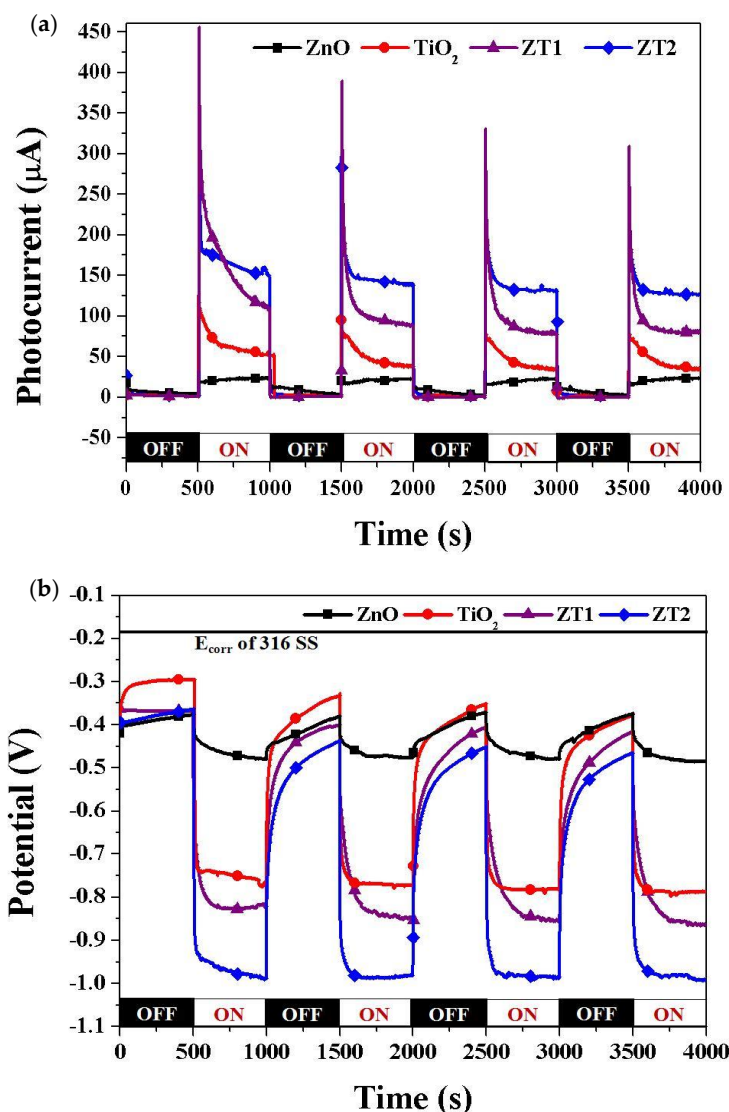 (a)
450
400
350
300
250
200
150
100
50
0
-50
Photocurrent (µA)
ZnO TiO₂ ZT1 ZT2
OFF ON OFF ON OFF ON OFF ON
0 500 1000 1500 2000 2500 3000 3500 4000
Time (s)
(b)
-0.1
-0.2
-0.3
-0.4
-0.5
-0.6
-0.7
-0.8
-0.9
-1.0
-1.1
Potential (V)
ZnO TiO₂ ZT1 ZT2
E_corr of 316 SS
OFF ON OFF ON OFF ON OFF ON
0 500 1000 1500 2000 2500 3000 3500 4000
Time (s)